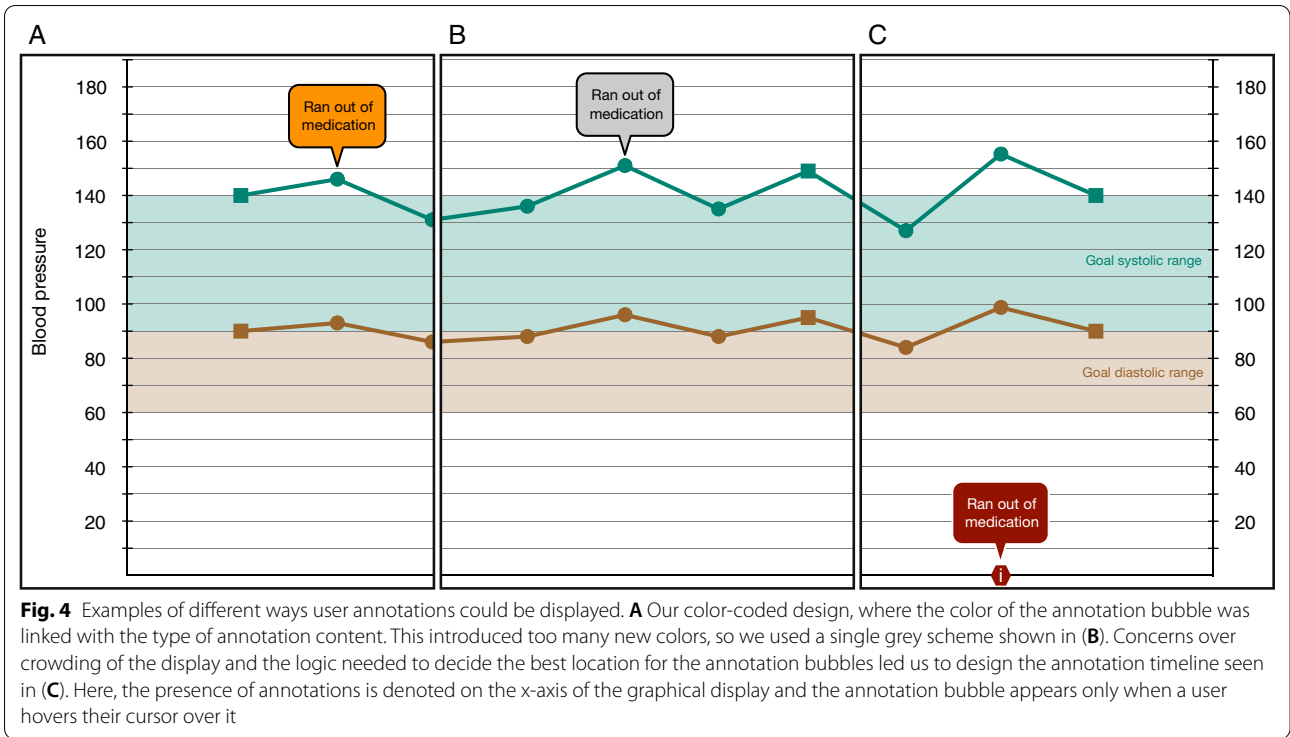 A
B
C
180
160
140
120
100
80
60
40
20
Blood pressure
Ran out of
medication
Ran out of
medication
Goal systolic range
Goal diastolic range
Ran out of
medication
i
180
160
140
120
100
80
60
40
20
Fig. 4 Examples of different ways user annotations could be displayed. A Our color-coded design, where the color of the annotation bubble was
linked with the type of annotation content. This introduced too many new colors, so we used a single grey scheme shown in (B). Concerns over
crowding of the display and the logic needed to decide the best location for the annotation bubbles led us to design the annotation timeline seen
in (C). Here, the presence of annotations is denoted on the x-axis of the graphical display and the annotation bubble appears only when a user
hovers their cursor over it